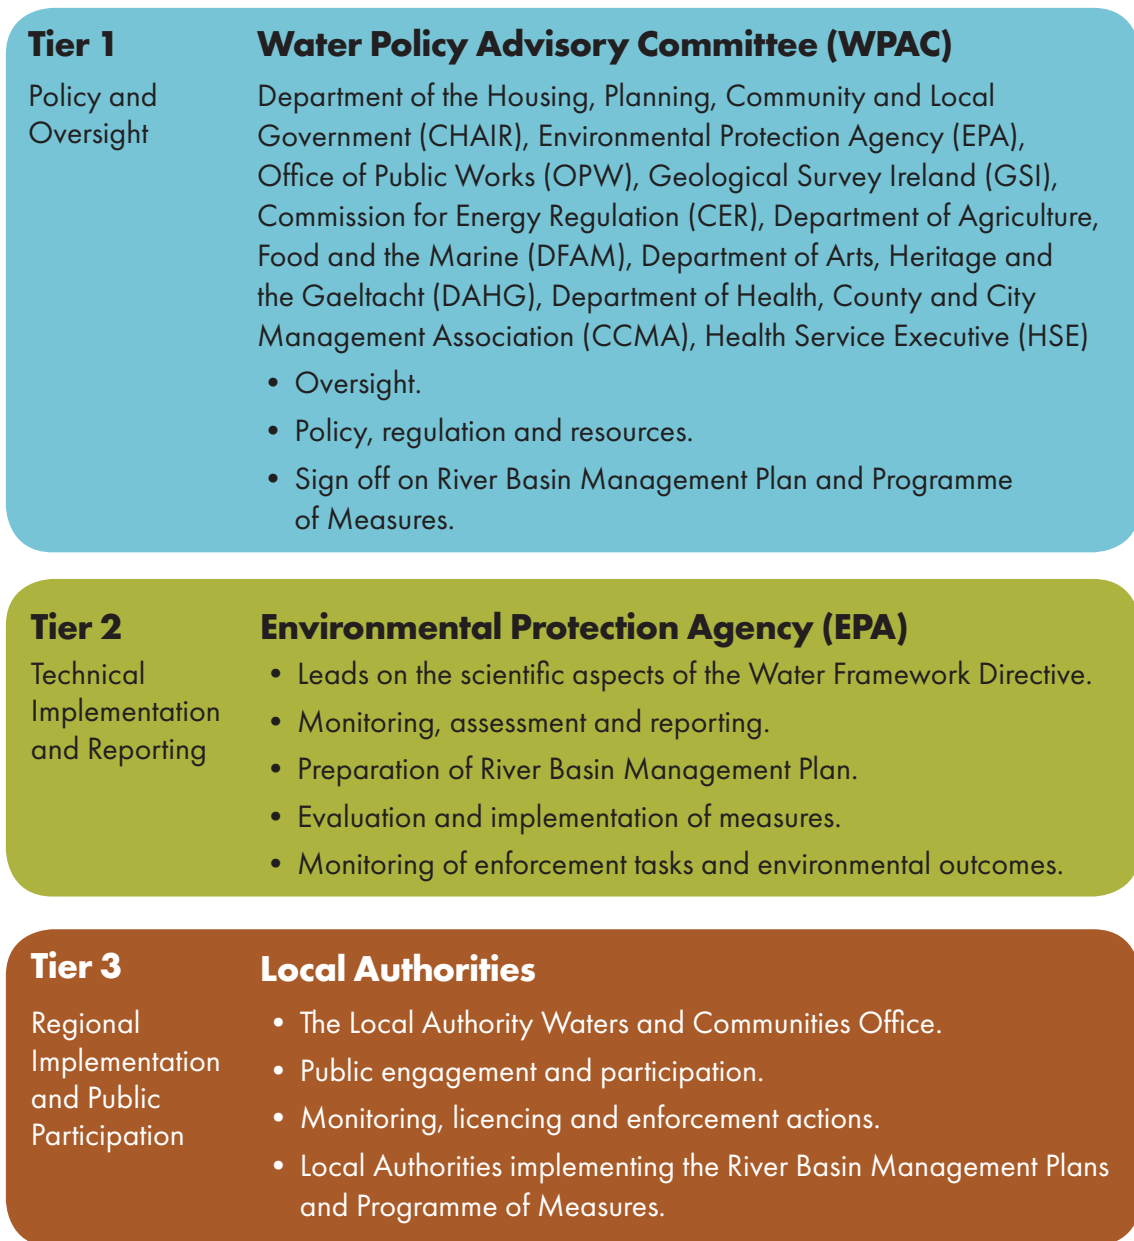 Tier 1
Policy and
Oversight
Water Policy Advisory Committee (WPAC)
Department of the Housing, Planning, Community and Local
Government (CHAIR), Environmental Protection Agency (EPA),
Office of Public Works (OPW), Geological Survey Ireland (GSI),
Commission for Energy Regulation (CER), Department of Agriculture,
Food and the Marine (DFAM), Department of Arts, Heritage and
the Gaeltacht (DAHG), Department of Health, County and City
Management Association (CCMA), Health Service Executive (HSE)
• Oversight.
• Policy, regulation and resources.
• Sign off on River Basin Management Plan and Programme
of Measures.
Tier 2
Technical
Implementation
and Reporting
Environmental Protection Agency (EPA)
• Leads on the scientific aspects of the Water Framework Directive.
• Monitoring, assessment and reporting.
• Preparation of River Basin Management Plan.
• Evaluation and implementation of measures.
• Monitoring of enforcement tasks and environmental outcomes.
Tier 3
Regional
Implementation
and Public
Participation
Local Authorities
• The Local Authority Waters and Communities Office.
• Public engagement and participation.
• Monitoring, licencing and enforcement actions.
• Local Authorities implementing the River Basin Management Plans
and Programme of Measures.